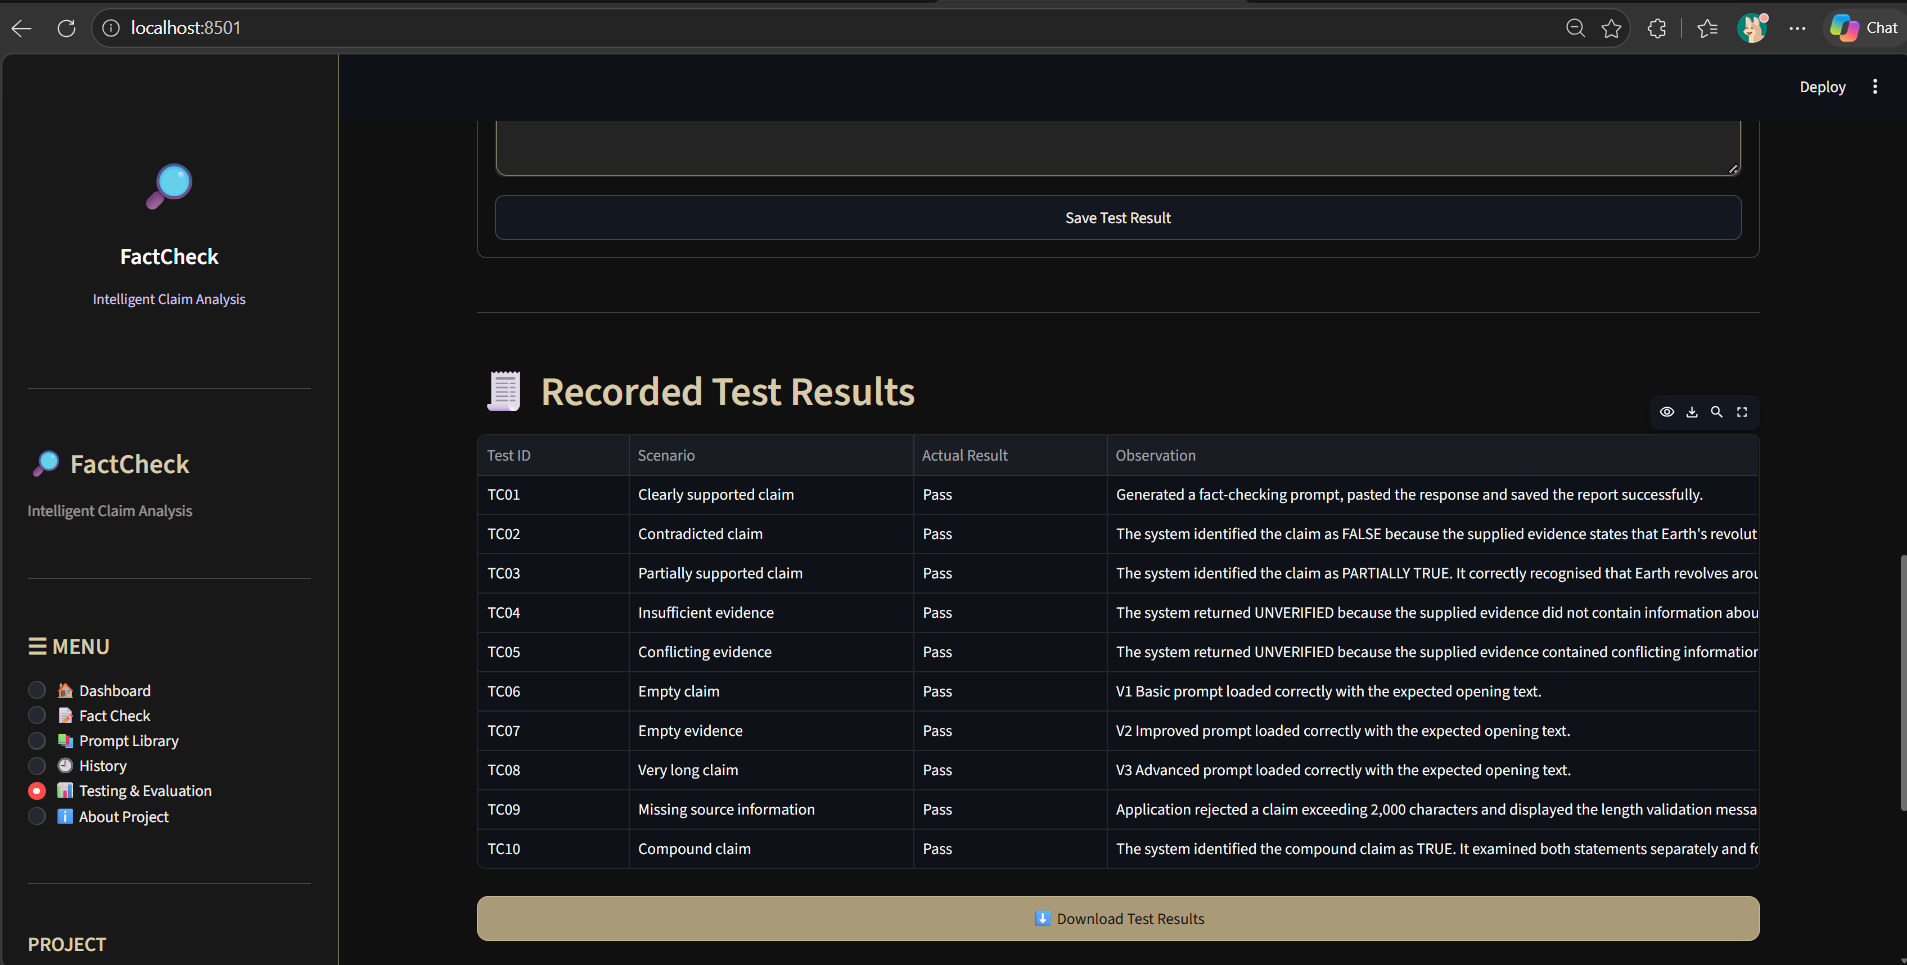 localhost:8501
Chat
Deploy
FactCheck
Intelligent Claim Analysis
FactCheck
Intelligent Claim Analysis
MENU
Dashboard
Fact Check
Prompt Library
History
Testing & Evaluation
About Project
PROJECT
Save Test Result
Recorded Test Results
Test ID Scenario Actual Result Observation
TC01 Clearly supported claim Pass Generated a fact-checking prompt, pasted the response and saved the report successfully.
TC02 Contradicted claim Pass The system identified the claim as FALSE because the supplied evidence states that Earth's revolut
TC03 Partially supported claim Pass The system identified the claim as PARTIALLY TRUE. It correctly recognised that Earth revolves arou
TC04 Insufficient evidence Pass The system returned UNVERIFIED because the supplied evidence did not contain information abou
TC05 Conflicting evidence Pass The system returned UNVERIFIED because the supplied evidence contained conflicting information
TC06 Empty claim Pass V1 Basic prompt loaded correctly with the expected opening text.
TC07 Empty evidence Pass V2 Improved prompt loaded correctly with the expected opening text.
TC08 Very long claim Pass V3 Advanced prompt loaded correctly with the expected opening text.
TC09 Missing source information Pass Application rejected a claim exceeding 2,000 characters and displayed the length validation messa
TC10 Compound claim Pass The system identified the compound claim as TRUE. It examined both statements separately and fo
Download Test Results